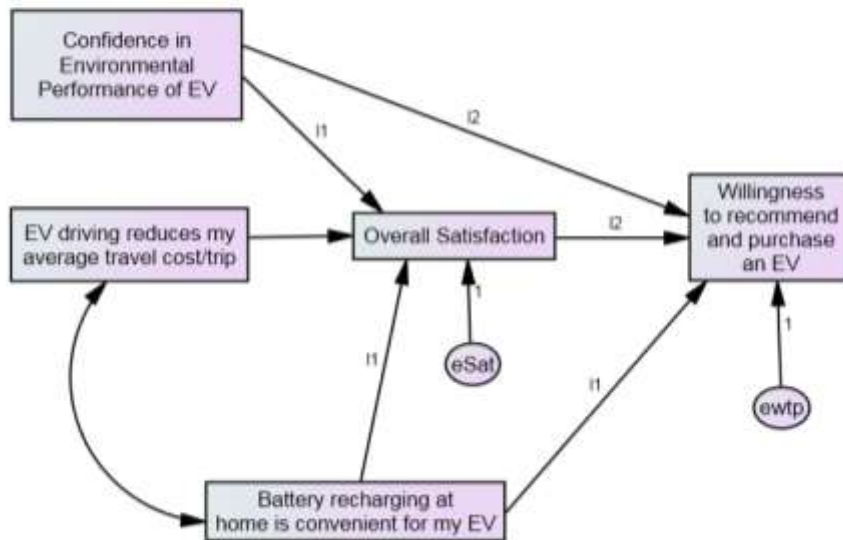 Confidence in
Environmental
Performance of EV
l2
l1
Willingness
to recommend
and purchase
an EV
EV driving reduces my
average travel cost/trip
Overall Satisfaction
l2
1
eSat
l1
l1
1
ewtp
Battery recharging at
home is convenient for my EV